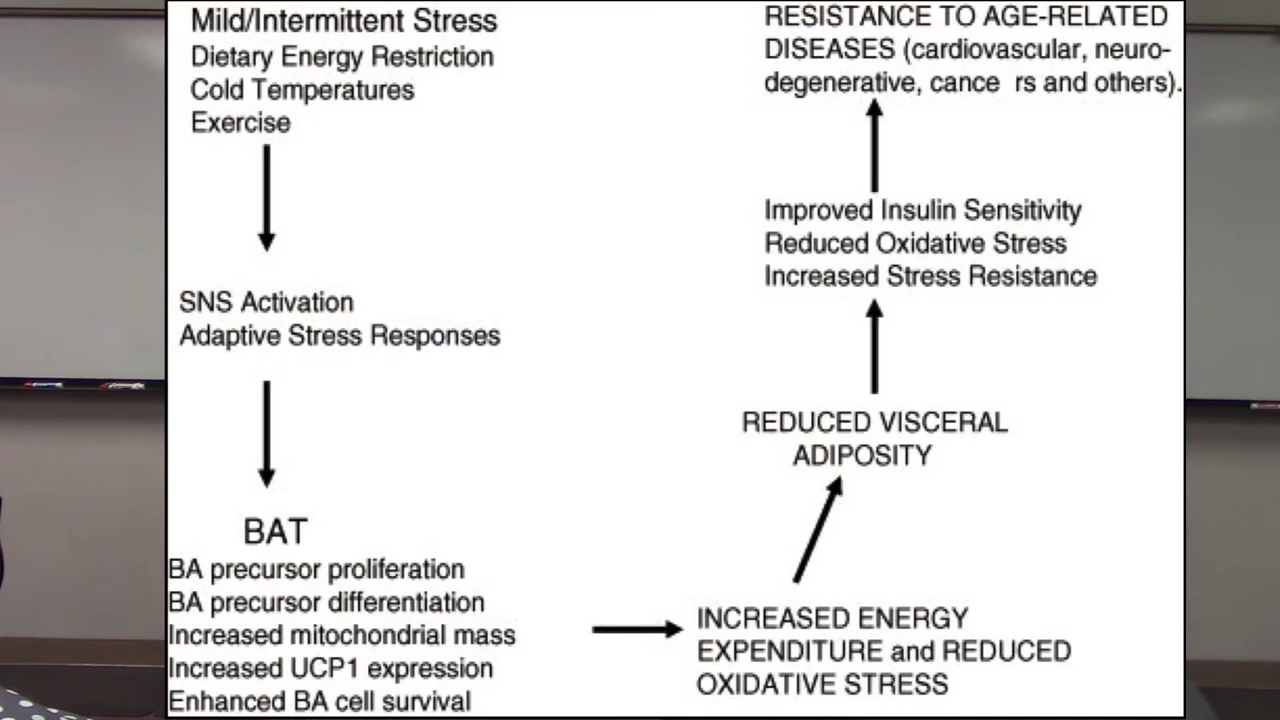 Mild/Intermittent Stress
Dietary Energy Restriction
Cold Temperatures
Exercise
SNS Activation
Adaptive Stress Responses
BAT
BA precursor proliferation
BA precursor differentiation
Increased mitochondrial mass
Increased UCP1 expression
Enhanced BA cell survival
INCREASED ENERGY
EXPENDITURE and REDUCED
OXIDATIVE STRESS
REDUCED VISCERAL
ADIPOSITY
Improved Insulin Sensitivity
Reduced Oxidative Stress
Increased Stress Resistance
RESISTANCE TO AGE-RELATED
DISEASES (cardiovascular, neuro-
degenerative, cance rs and others).